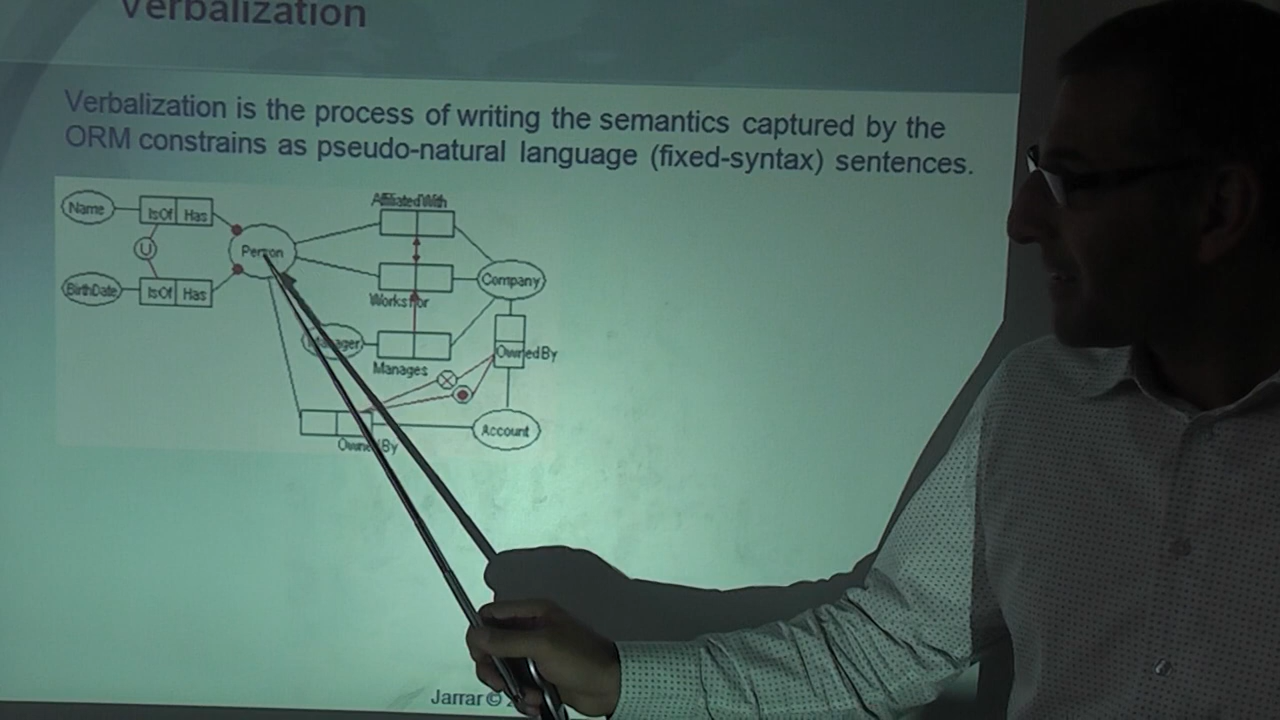 Verbalization
Verbalization is the process of writing the semantics captured by the
ORM constrains as pseudo-natural language (fixed-syntax) sentences.
AffiliatedWith
Name
IsOf Has
Person
Company
BirthDate
IsOf Has
WorksFor
OwnedBy
Manages
Account
OwnedBy
Jarrar ©